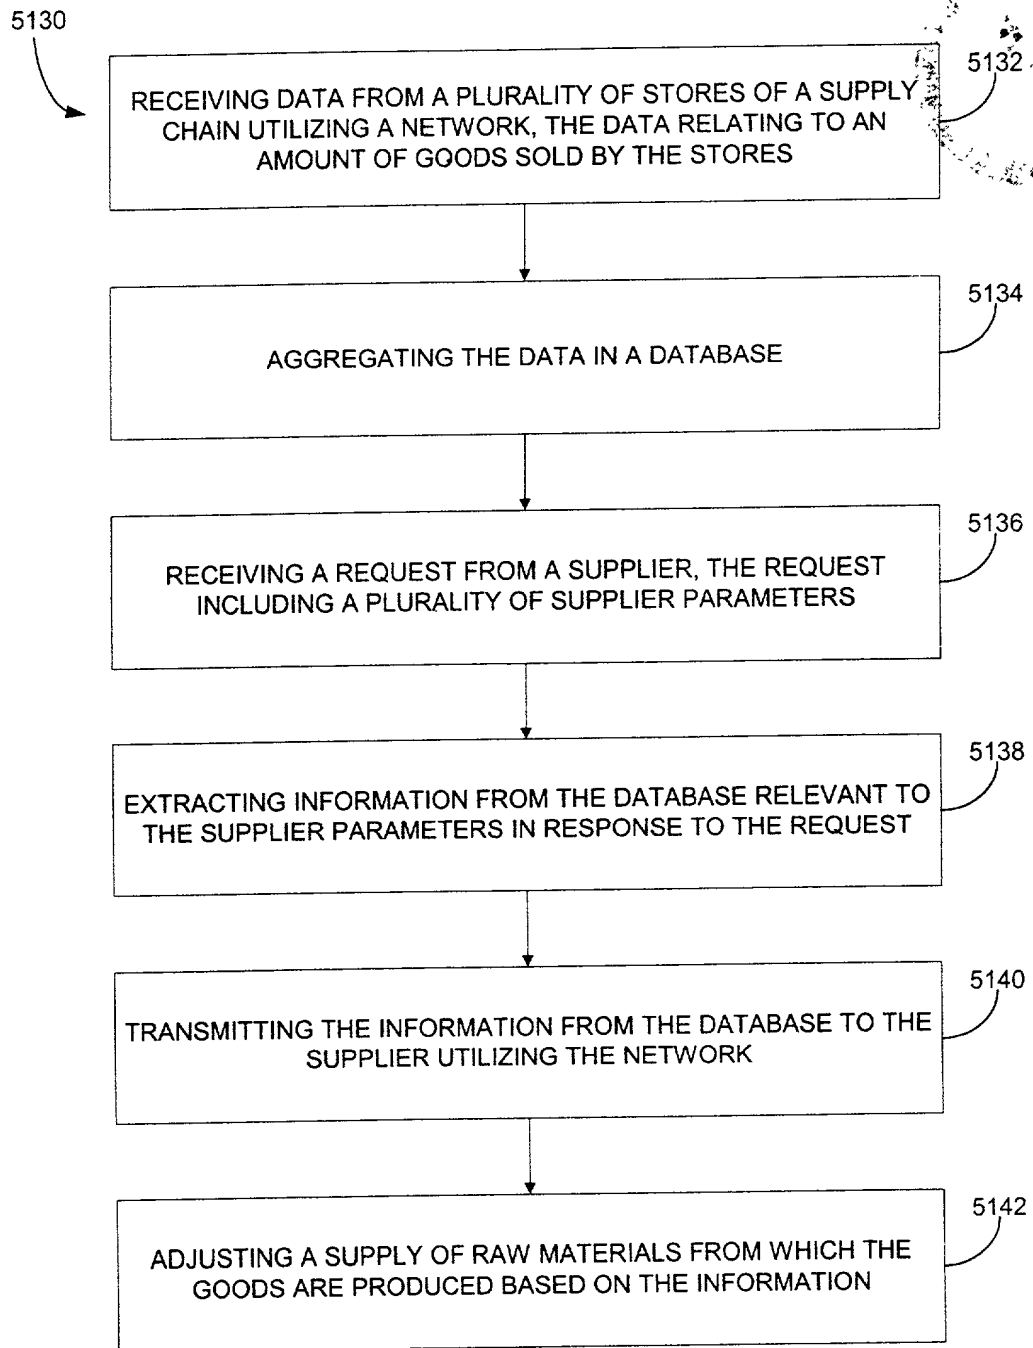 5130
5132
RECEIVING DATA FROM A PLURALITY OF STORES OF A SUPPLY
CHAIN UTILIZING A NETWORK, THE DATA RELATING TO AN
AMOUNT OF GOODS SOLD BY THE STORES
5134
AGGREGATING THE DATA IN A DATABASE
5136
RECEIVING A REQUEST FROM A SUPPLIER, THE REQUEST
INCLUDING A PLURALITY OF SUPPLIER PARAMETERS
5138
EXTRACTING INFORMATION FROM THE DATABASE RELEVANT TO
THE SUPPLIER PARAMETERS IN RESPONSE TO THE REQUEST
5140
TRANSMITTING THE INFORMATION FROM THE DATABASE TO THE
SUPPLIER UTILIZING THE NETWORK
5142
ADJUSTING A SUPPLY OF RAW MATERIALS FROM WHICH THE
GOODS ARE PRODUCED BASED ON THE INFORMATION